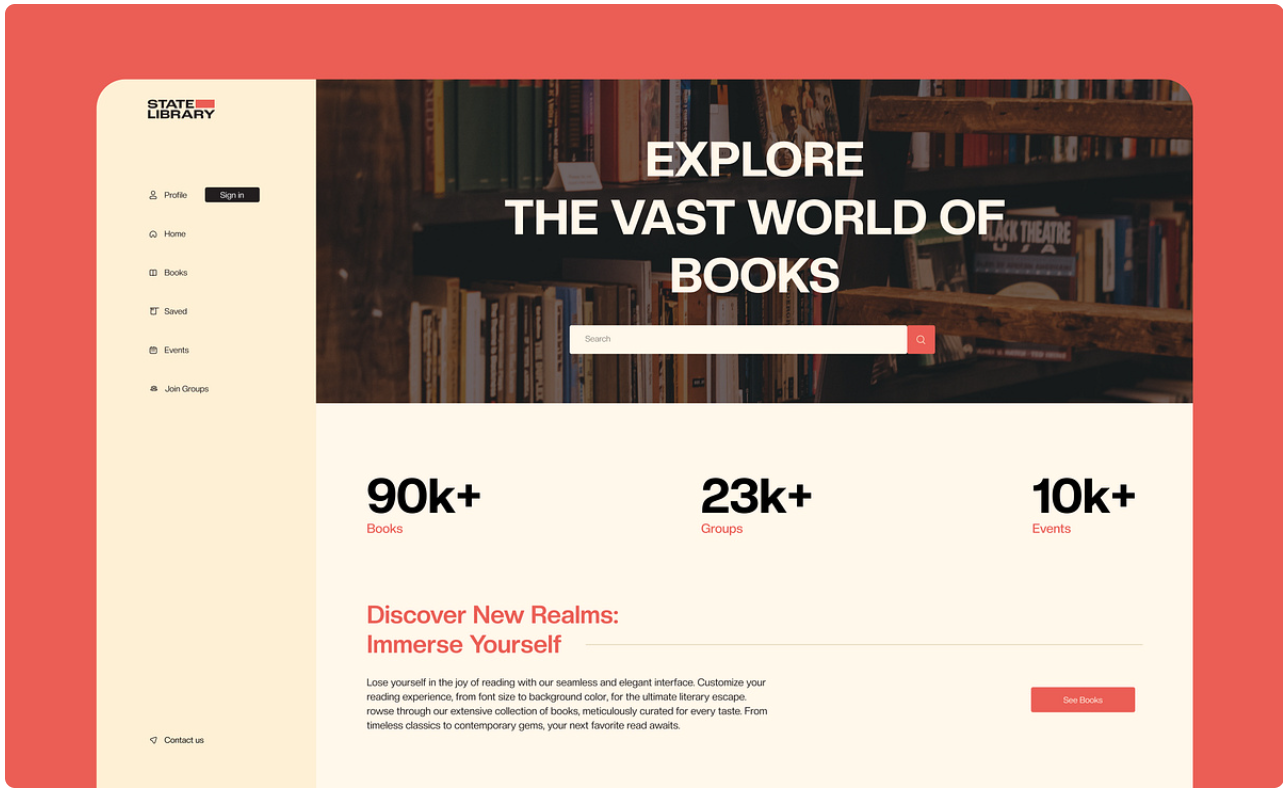 STATE
LIBRARY
Profile
Sign in
Home
Books
Saved
Events
Join Groups
Contact us
EXPLORE
THE VAST WORLD OF
BOOKS
BLACK THEATRE
USA
Search
90k+
Books
23k+
Groups
10k+
Events
Discover New Realms:
Immerse Yourself
Lose yourself in the joy of reading with our seamless and elegant interface. Customize your
reading experience, from font size to background color, for the ultimate literary escape.
rowse through our extensive collection of books, meticulously curated for every taste. From
timeless classics to contemporary gems, your next favorite read awaits.
See Books